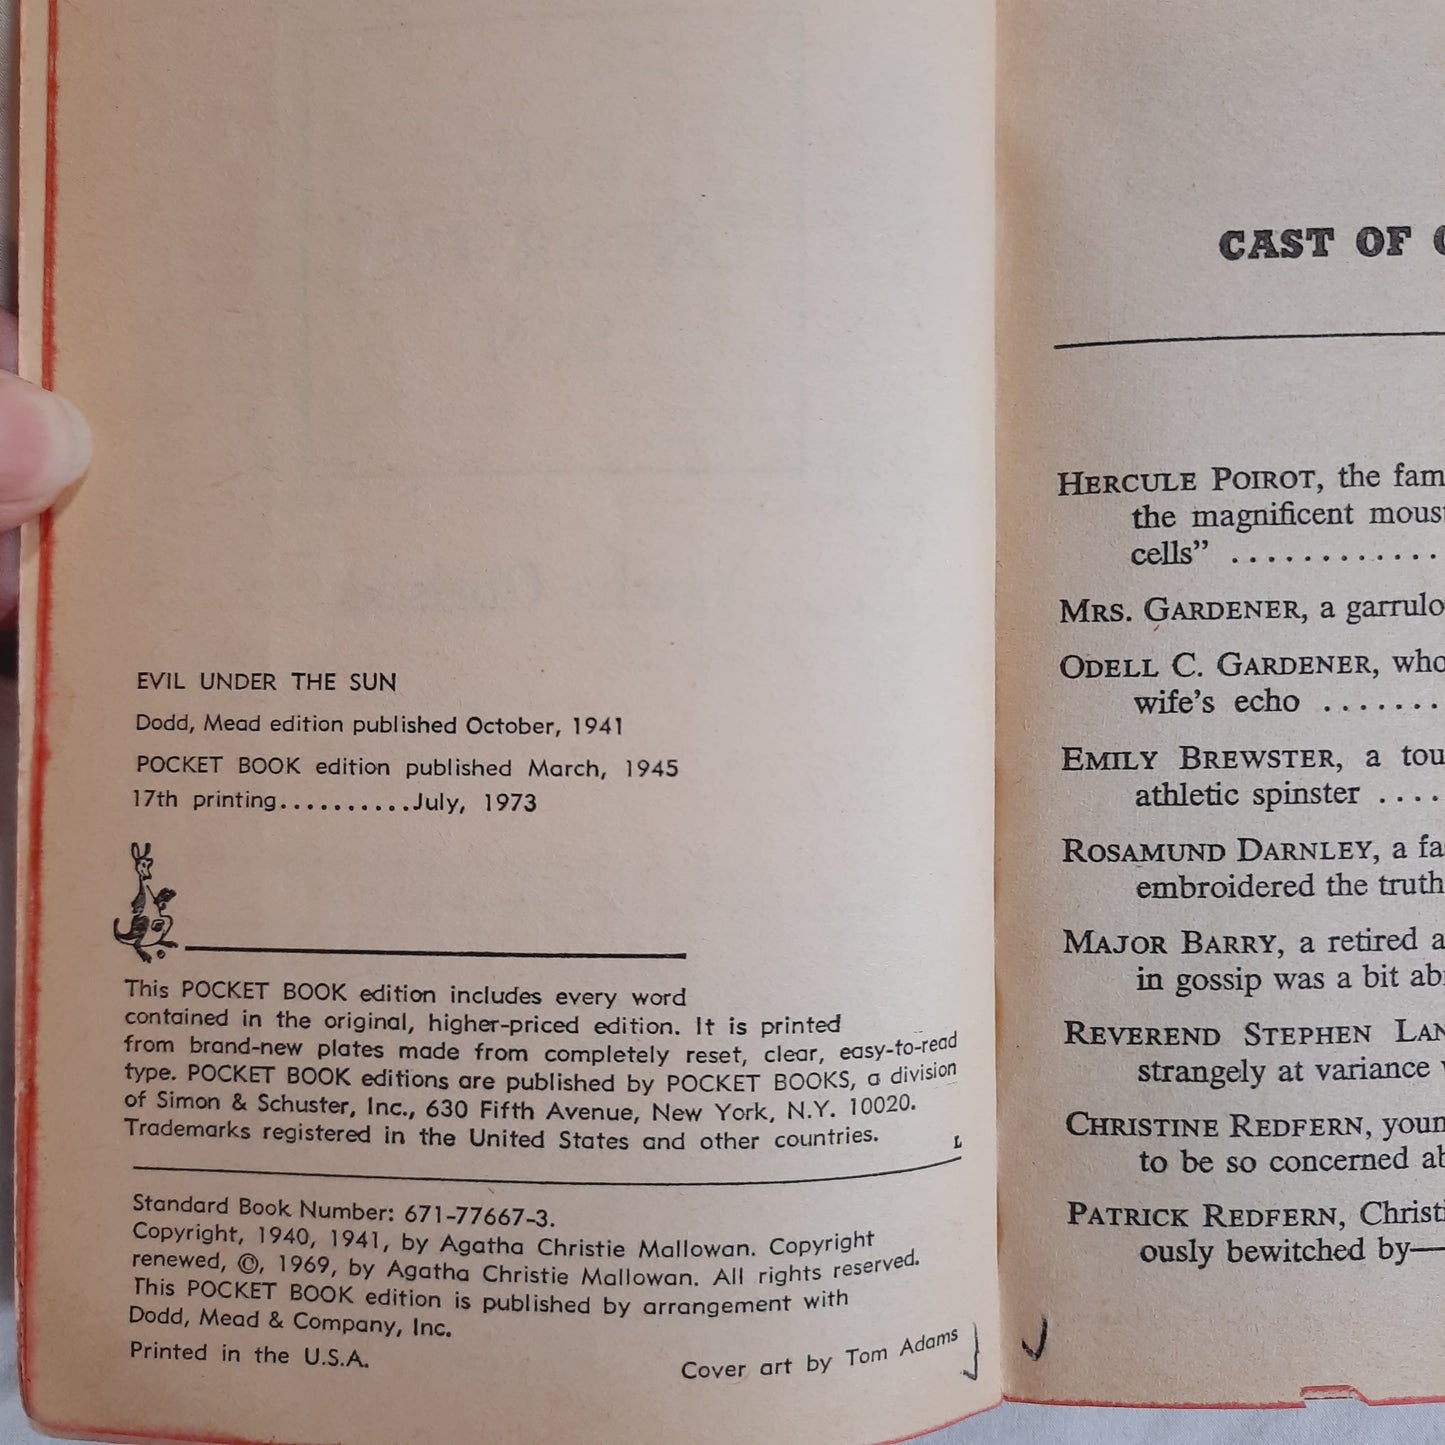 EVIL UNDER THE SUN
Dodd, Mead edition published October, 1941
POCKET BOOK edition published March, 1945
17th printing..........July, 1973
This POCKET BOOK edition includes every word
contained in the original, higher-priced edition. It is printed
from brand-new plates made from completely reset, clear, easy-to-read
type. POCKET BOOK editions are published by POCKET BOOKS, a division
of Simon & Schuster, Inc., 630 Fifth Avenue, New York, N.Y. 10020.
Trademarks registered in the United States and other countries.
L
Standard Book Number: 671-77667-3.
Copyright, 1940, 1941, by Agatha Christie Mallowan. Copyright
renewed, ©, 1969, by Agatha Christie Mallowan. All rights reserved.
This POCKET BOOK edition is published by arrangement with
Dodd, Mead & Company, Inc.
Printed in the U.S.A.
Cover art by Tom Adams
CAST OF
HERCULE POIROT, the fam
the magnificent mous
cells" ............
MRS. GARDENER, a garrulo
ODELL C. GARDENER, who
wife's echo .......
EMILY BREWSTER, a tou
athletic spinster ....
ROSAMUND DARNLEY, a fa
embroidered the truth
MAJOR BARRY, a retired a
in gossip was a bit ab
REVEREND STEPHEN LAN
strangely at variance
CHRISTINE REDFERN, youn
to be so concerned ab
PATRICK REDFERN, Christi
ously bewitched by—